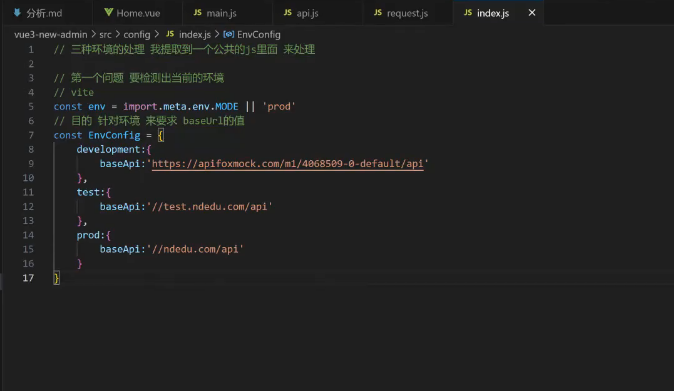 分析.md Home.vue JS main.js JS api.js JS request.js JS index.js ×
vue3-new-admin > src > config > JS index.js > EnvConfig
1 // 三种环境的处理 我提取到一个公共的js里面 来处理
2
3 // 第一个问题 要检测出当前的环境
4 // vite
5 const env = import.meta.env.MODE || 'prod'
6 // 目的 针对环境 来要求 baseUrl的值
7 const EnvConfig = {
8 development:{
9 baseApi:'https://apifoxmock.com/m1/4068509-0-default/api'
10 },
11 test:{
12 baseApi:'//test.ndedu.com/api'
13 },
14 prod:{
15 baseApi:'//ndedu.com/api'
16 }
17 }